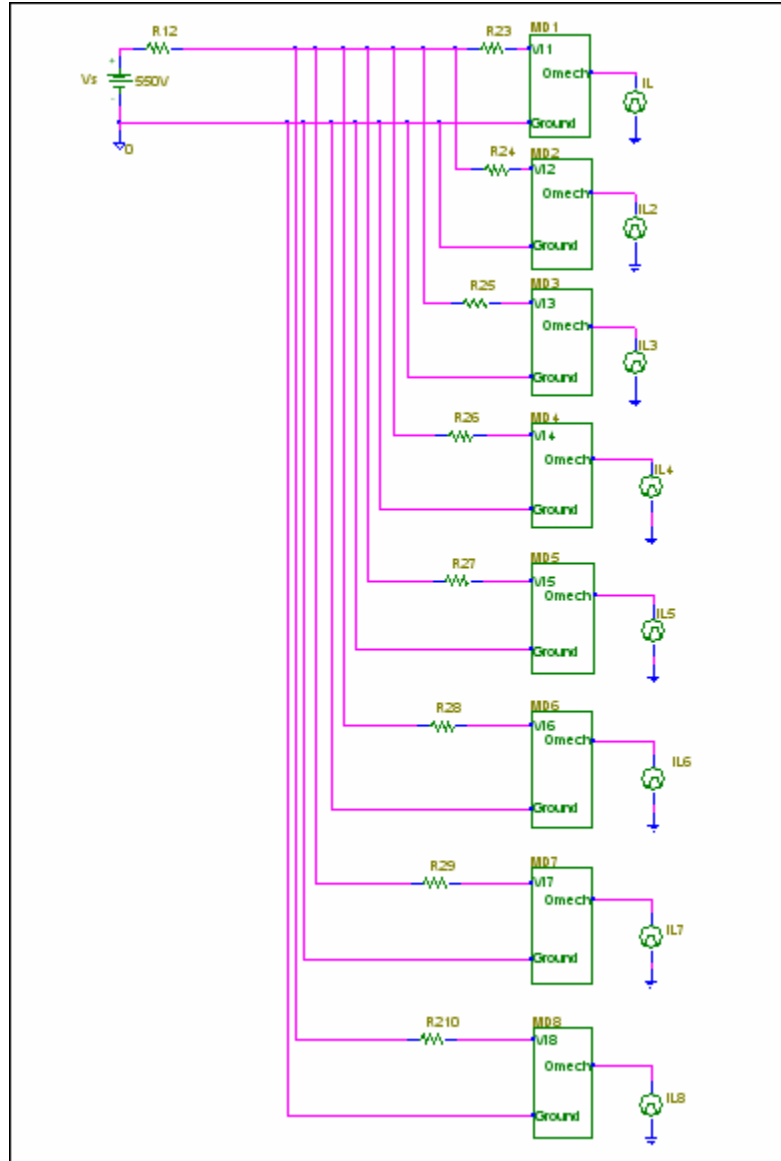 R12
R23
MD1
VI1
Omech
IL
Vs
+
550V
-
Ground
0
R24
MD2
VI2
Omech
IL2
Ground
R25
MD3
VI3
Omech
IL3
Ground
R26
MD4
VI4
Omech
IL4
Ground
R27
MD5
VI5
Omech
IL5
Ground
R28
MD6
VI6
Omech
IL6
Ground
R29
MD7
VI7
Omech
IL7
Ground
R210
MD8
VI8
Omech
IL8
Ground